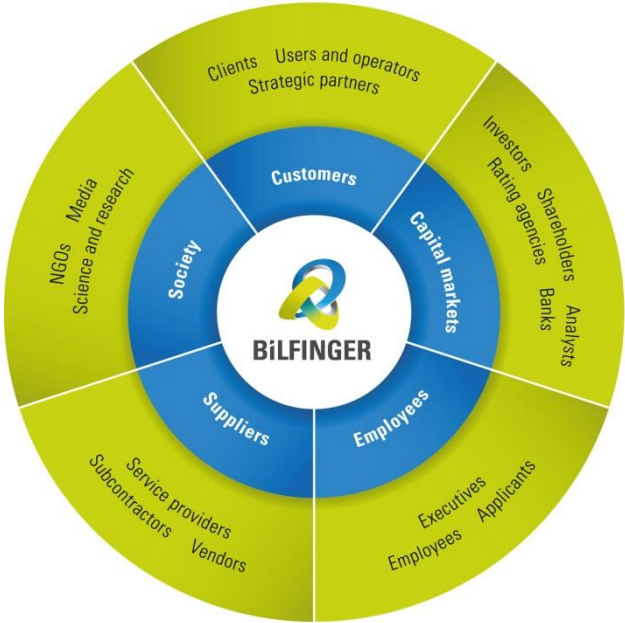 Clients Users and operators
Strategic partners
Customers
Investors Shareholders Analysts
Rating agencies Banks
Capital markets
Employees
Executives Applicants
Employees
Suppliers
Service providers
Subcontractors Vendors
Society
NGOs Media
Science and research
BiLFINGER